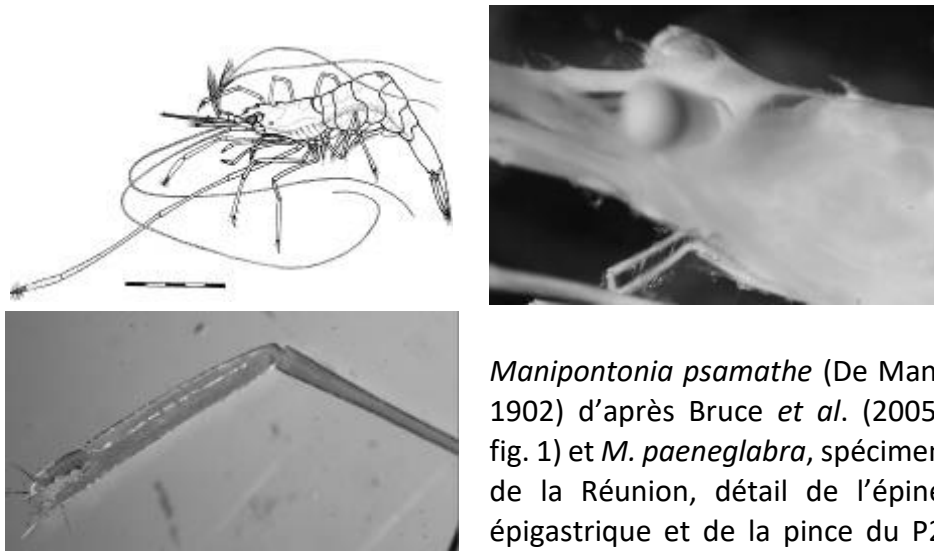 Manipontonia psamathe (De Man
1902) d’après Bruce et al. (2005
fig. 1) et M. paeneglabra, spécimen
de la Réunion, détail de l’épine
épigastrique et de la pince du P2